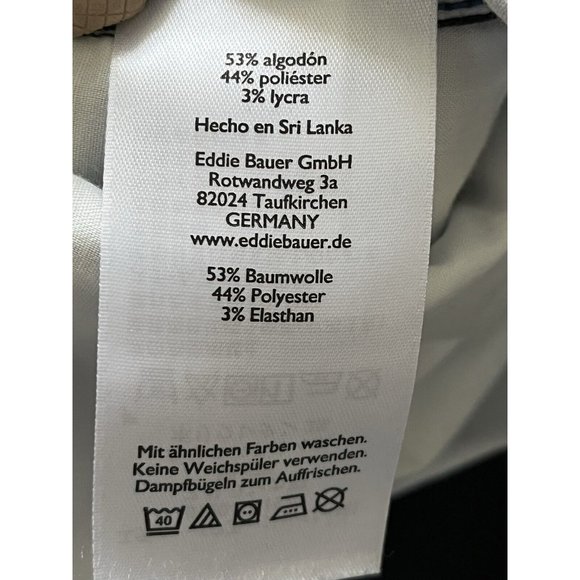 53% algodón
44% poliéster
3% lycra
Hecho en Sri Lanka
Eddie Bauer GmbH
Rotwandweg 3a
82024 Taufkirchen
GERMANY
www.eddiebauer.de
53% Baumwolle
44% Polyester
3% Elasthan
Mit ähnlichen Farben waschen.
Keine Weichspüler verwenden.
Dampfbügeln zum Auffrischen.
40